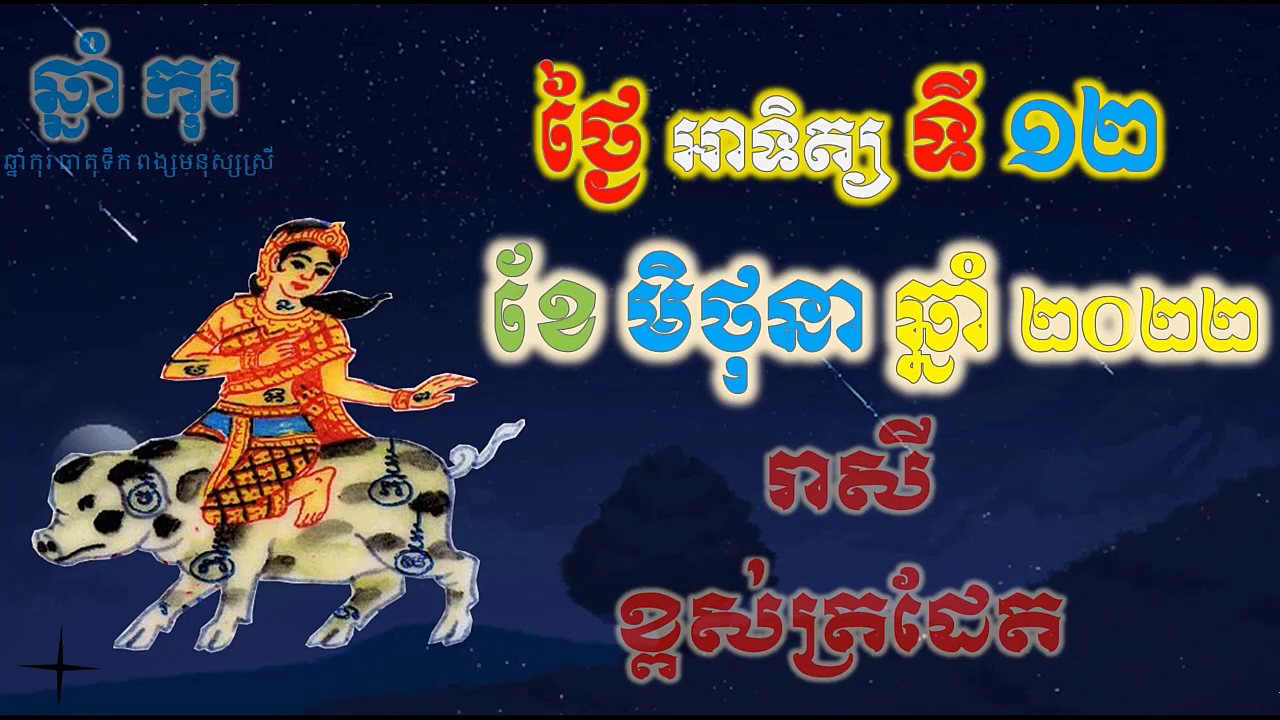 ឆ្នាំ កុរ
ឆ្នាំកុរ ធាតុទឹក ពង្សមនុស្សស្រី
ថ្ងៃ អាទិត្យ ទី ១២
ខែ មិថុនា ឆ្នាំ ២០២២
រាសី
ខ្ពស់ត្រដែត